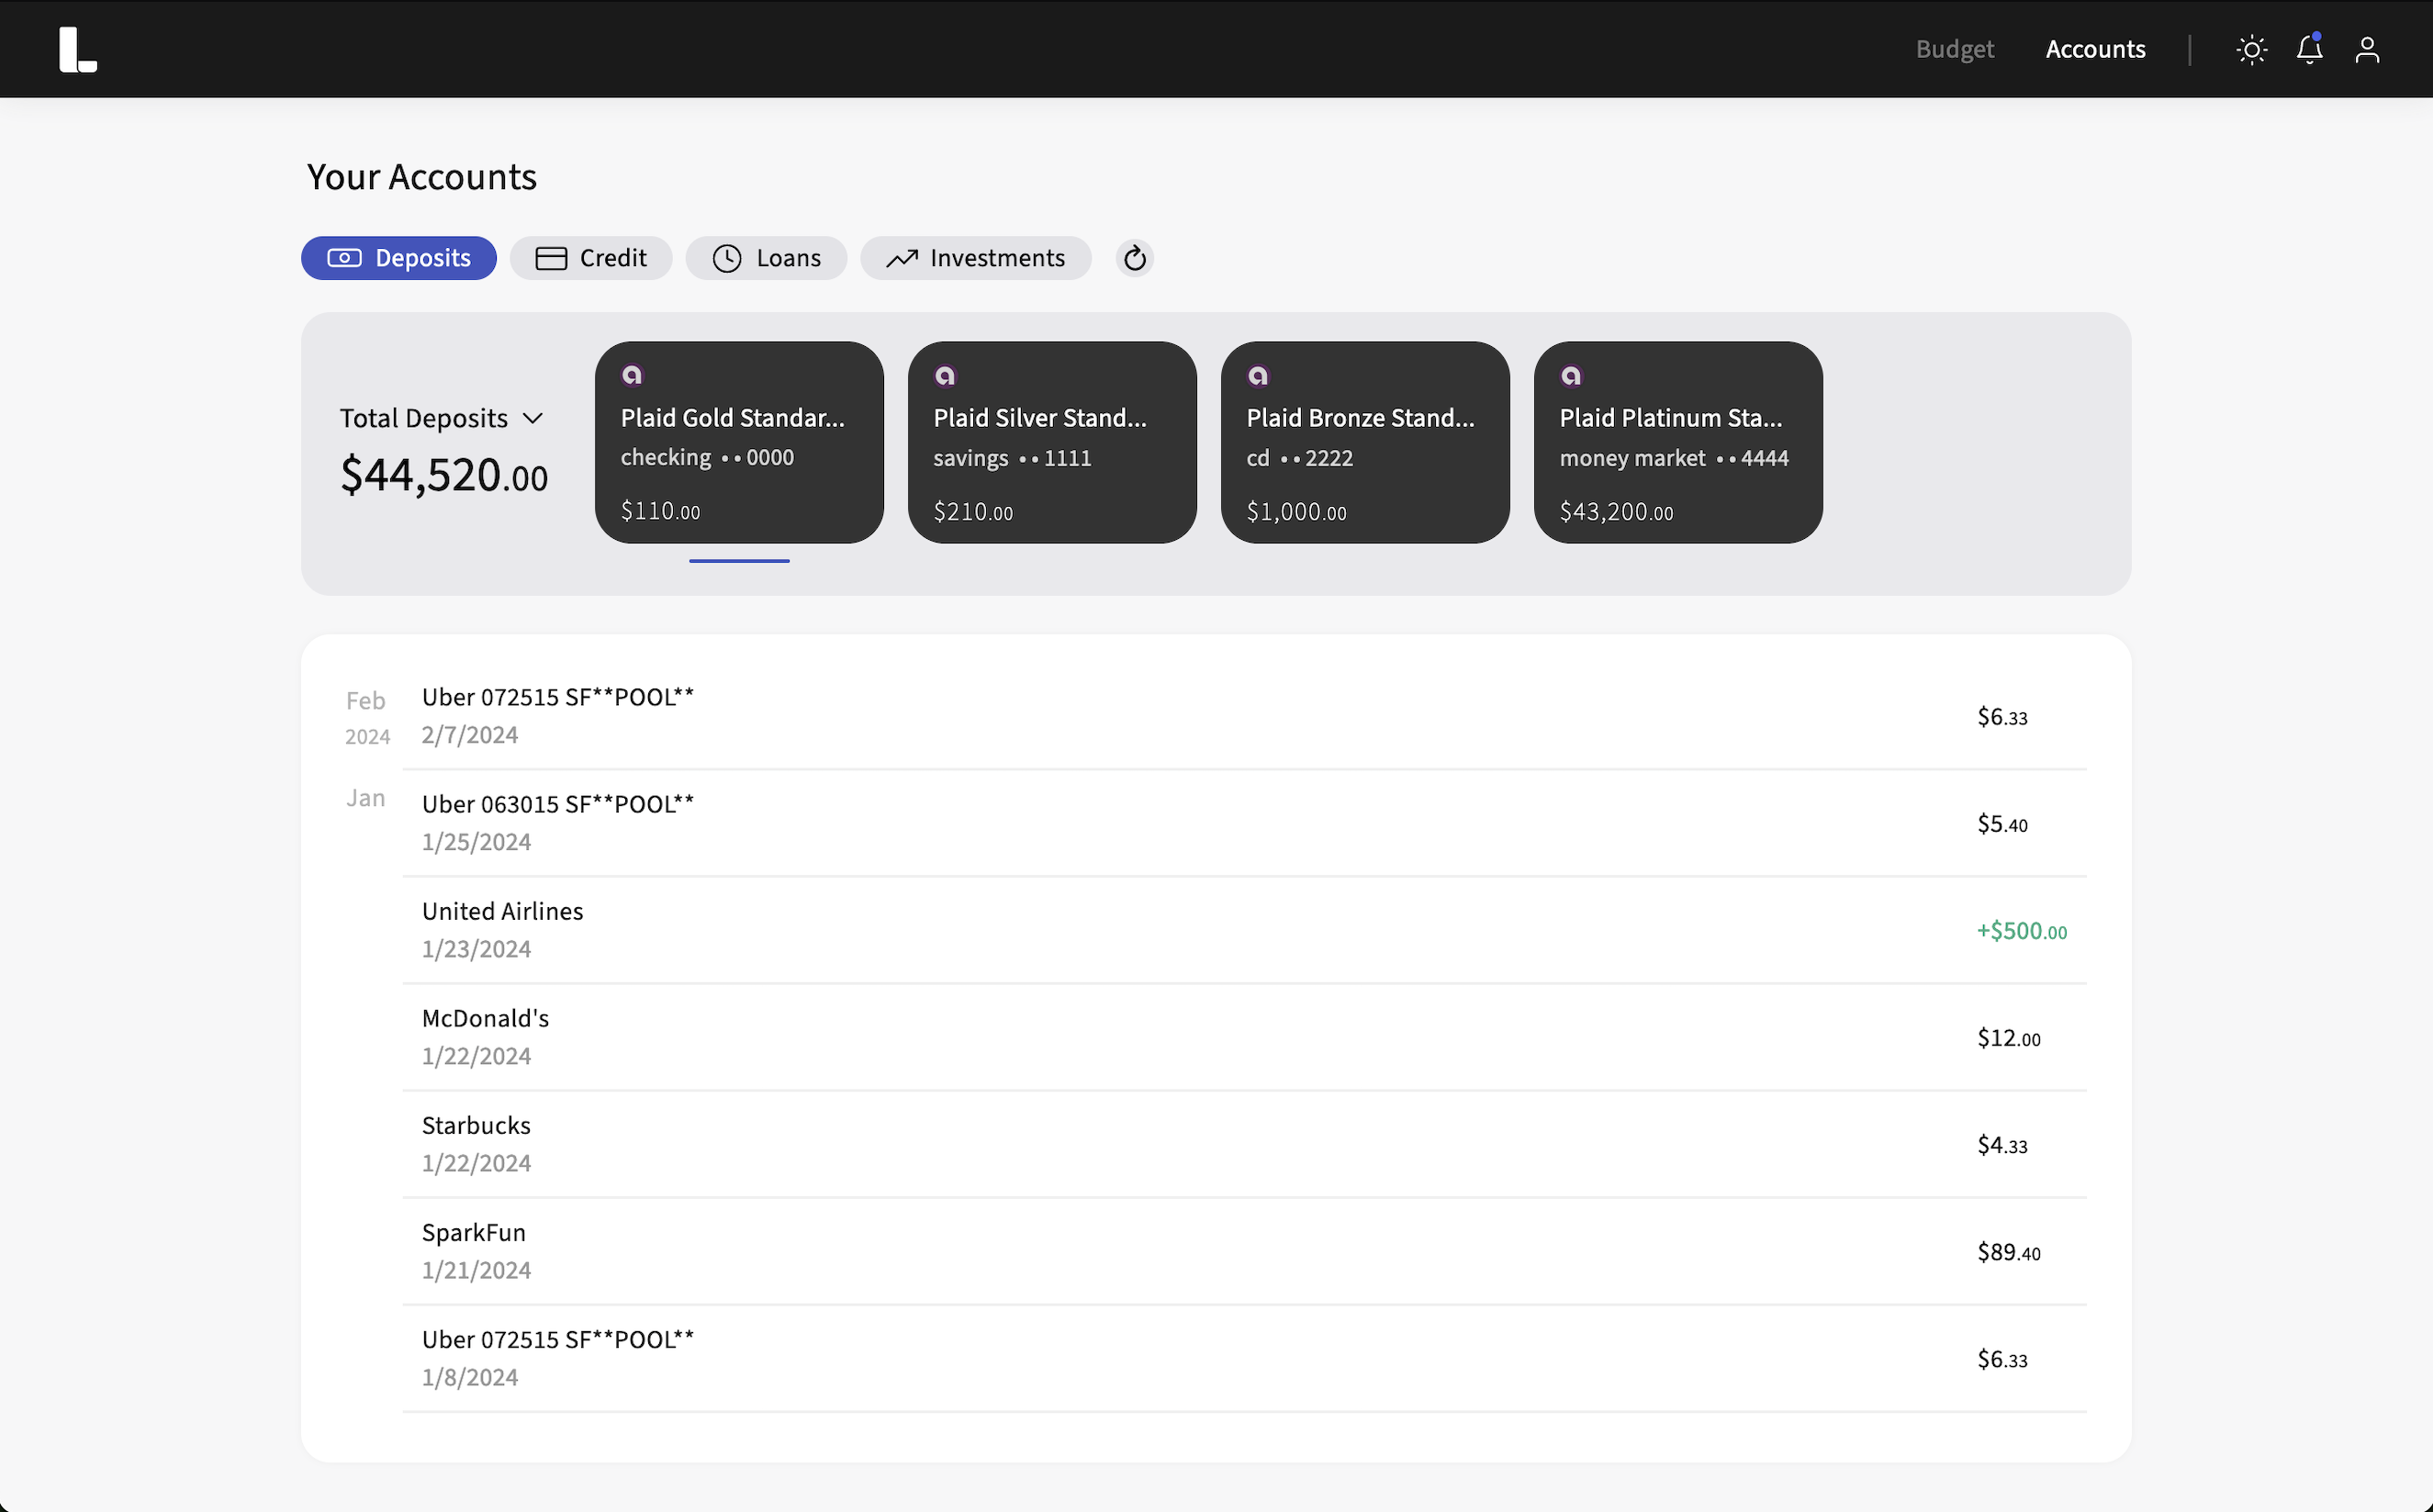 L
Budget Accounts
Your Accounts
Deposits Credit Loans Investments
Total Deposits
$44,520.00
Plaid Gold Standar...
checking ••0000
$110.00
Plaid Silver Stand...
savings ••1111
$210.00
Plaid Bronze Stand...
cd ••2222
$1,000.00
Plaid Platinum Sta...
money market ••4444
$43,200.00
Feb
2024
Uber 072515 SF**POOL**
2/7/2024
$6.33
Jan
Uber 063015 SF**POOL**
1/25/2024
$5.40
United Airlines
1/23/2024
+$500.00
McDonald's
1/22/2024
$12.00
Starbucks
1/22/2024
$4.33
SparkFun
1/21/2024
$89.40
Uber 072515 SF**POOL**
1/8/2024
$6.33